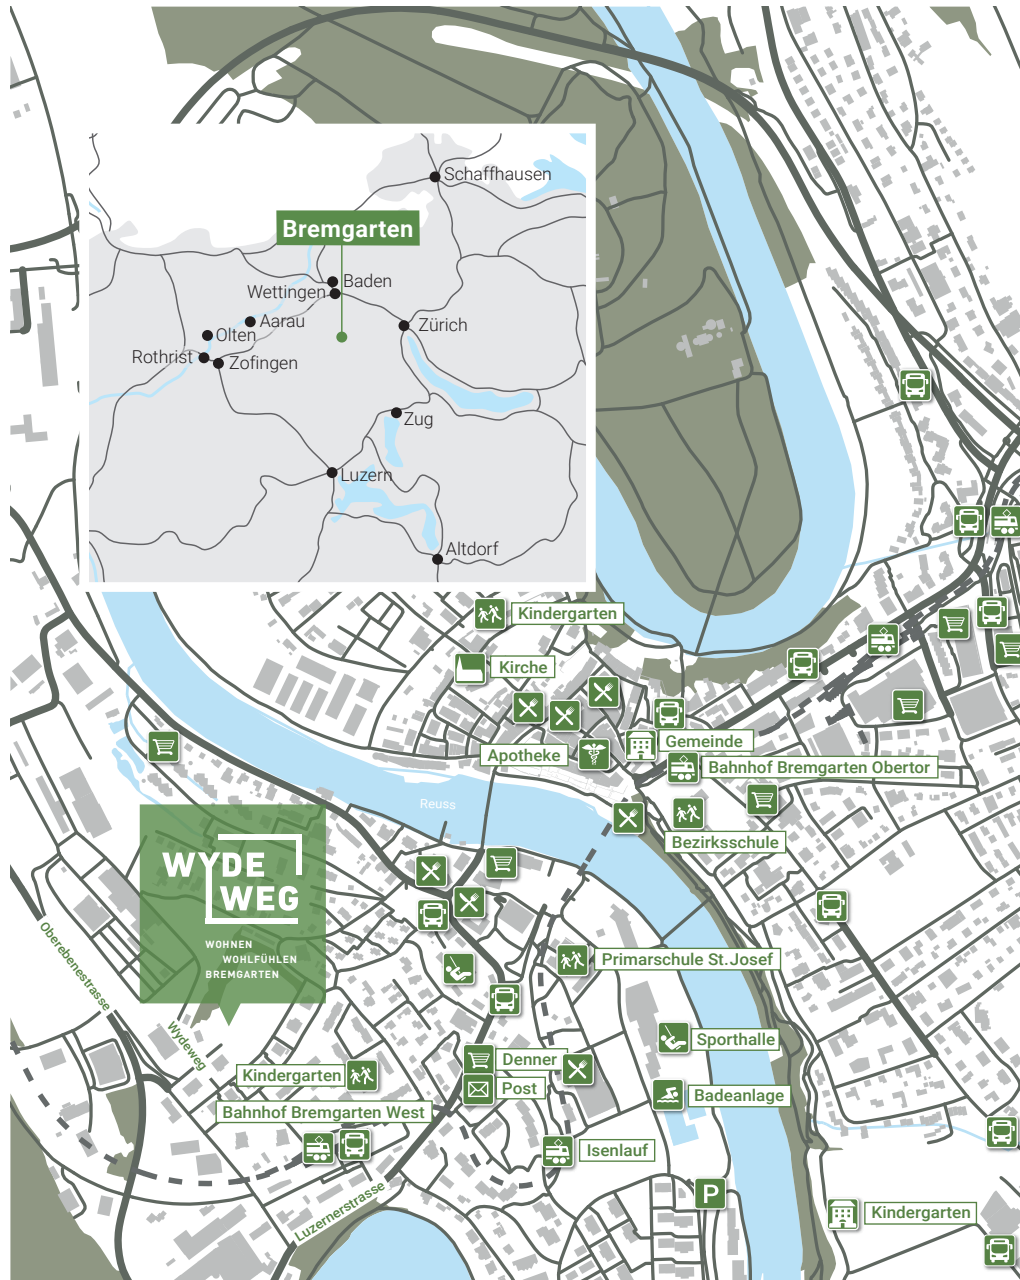 Schaffhausen
Bremgarten
Baden
Wettingen
Aarau
Zürich
Olten
Rothrist
Zofingen
Zug
Luzern
Altdorf
Kindergarten
Kirche
Gemeinde
Apotheke
Bahnhof Bremgarten Obertor
Reuss
Bezirksschule
WYDE
WEG
WOHNEN
WOHLFÜHLEN
BREMGARTEN
Oberebenestrasse
Primarschule St. Josef
Wydeweg
Sporthalle
Denner
Kindergarten
Post
Badeanlage
Bahnhof Bremgarten West
Isenlauf
P
Luzernerstrasse
Kindergarten